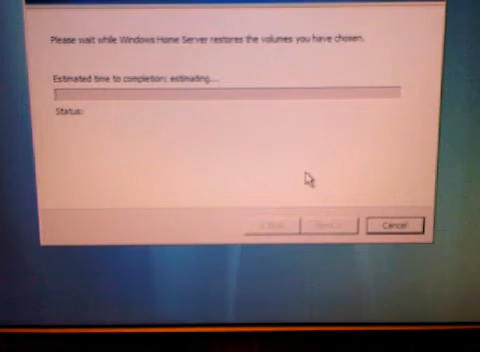 Please wait while Windows Home Server restores the volumes you have chosen.
Estimated time to completion: estimating...
Status:
Cancel